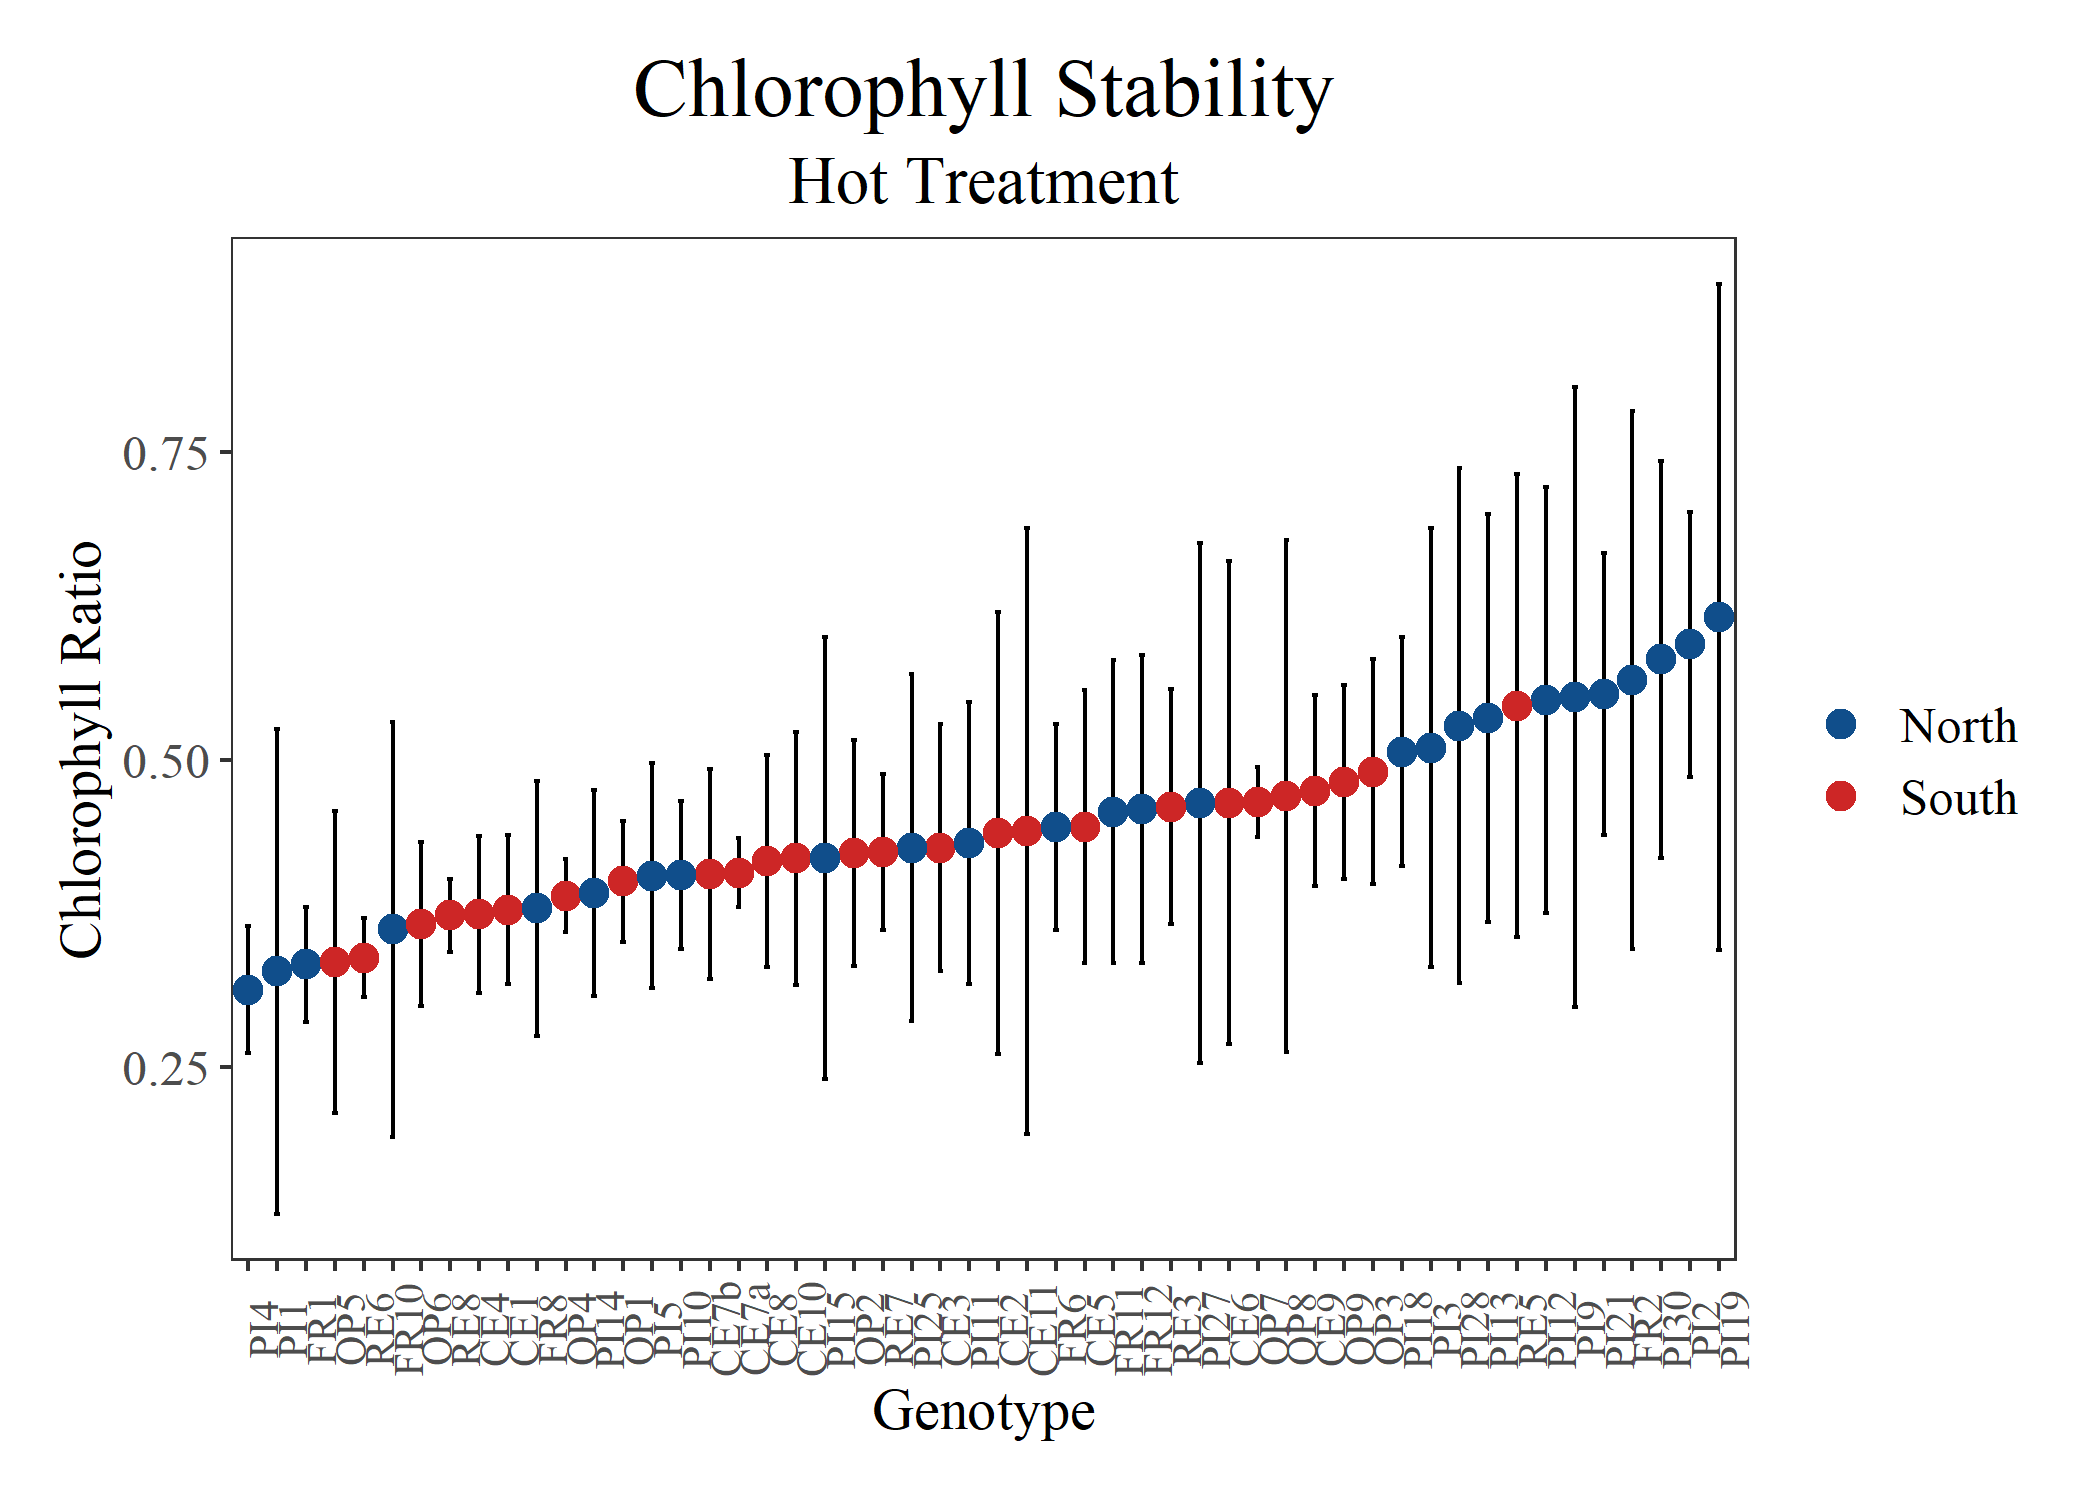 Chlorophyll Stability
Hot Treatment
Chlorophyll Ratio
0.75
0.50
0.25
North
South
PI4
PI1
FR1
OP5
RE6
FR10
OP6
RE8
CE4
CE1
FR8
OP4
PI14
OP1
PI5
PI10
CE7b
CE7a
CE8
CE10
PI15
OP2
RE7
PI25
CE3
PI11
CE2
CE11
FR6
CE5
FR11
FR12
RE3
PI27
CE6
OP7
OP8
CE9
OP9
OP3
PI18
PI3
PI28
PI13
RE5
PI12
PI9
PI21
FR2
PI30
PI2
PI19
Genotype